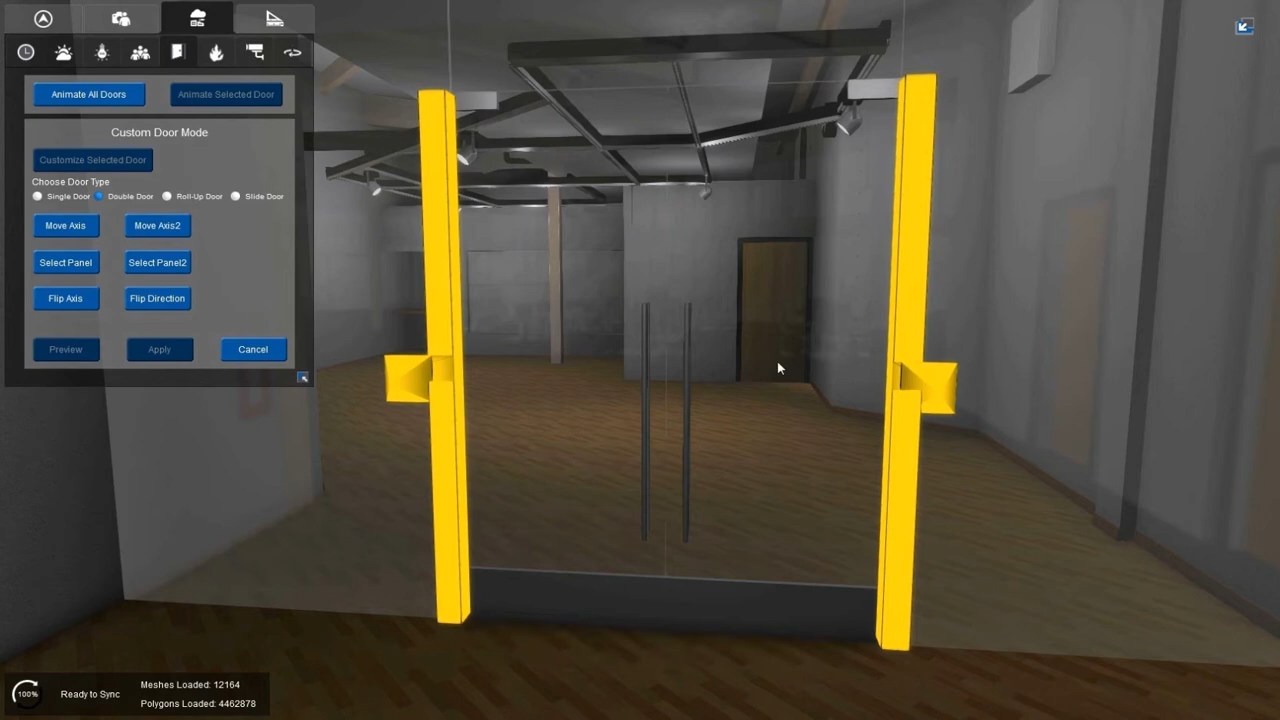 Animate All Doors
Animate Selected Door
Custom Door Mode
Customize Selected Door
Choose Door Type
Single Door Double Door Roll-Up Door Slide Door
Move Axis
Move Axis2
Select Panel
Select Panel2
Flip Axis
Flip Direction
Preview
Apply
Cancel
100%
Ready to Sync
Meshes Loaded: 12164
Polygons Loaded: 4462878